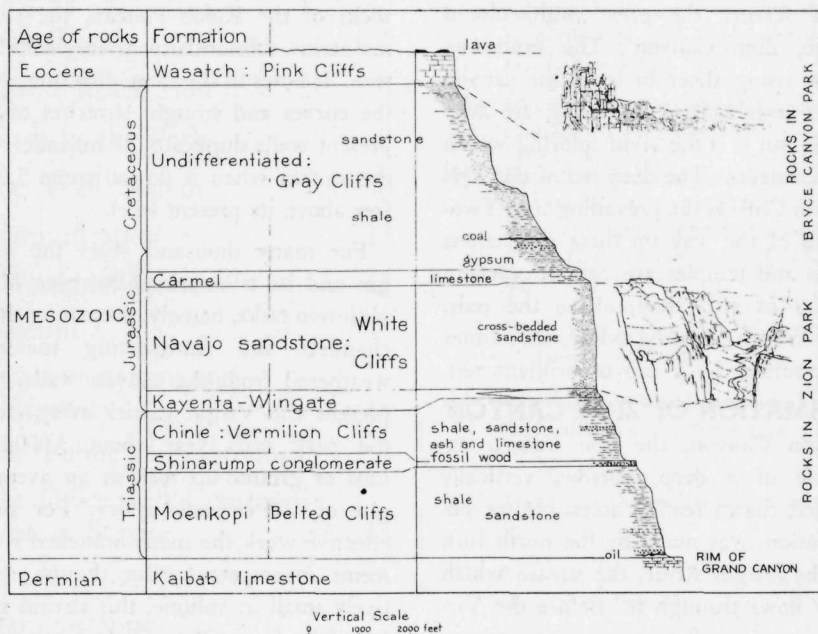 Age of rocks Formation
lava
Eocene Wasatch: Pink Cliffs
Cretaceous
sandstone
Undifferentiated:
Gray Cliffs
shale
coal
gypsum
Carmel limestone
MESOZOIC
Jurassic
White
Navajo sandstone:
Cliffs
cross-bedded
sandstone
Kayenta-Wingate
Triassic
Chinle: Vermilion Cliffs
shale, sandstone,
ash and limestone
fossil wood
Shinarump conglomerate
Moenkopi Belted Cliffs
shale
sandstone
oil
RIM OF
GRAND CANYON
Permian Kaibab limestone
ROCKS IN
BRYCE CANYON PARK
ROCKS IN ZION PARK
Vertical Scale
0 1000 2000 feet